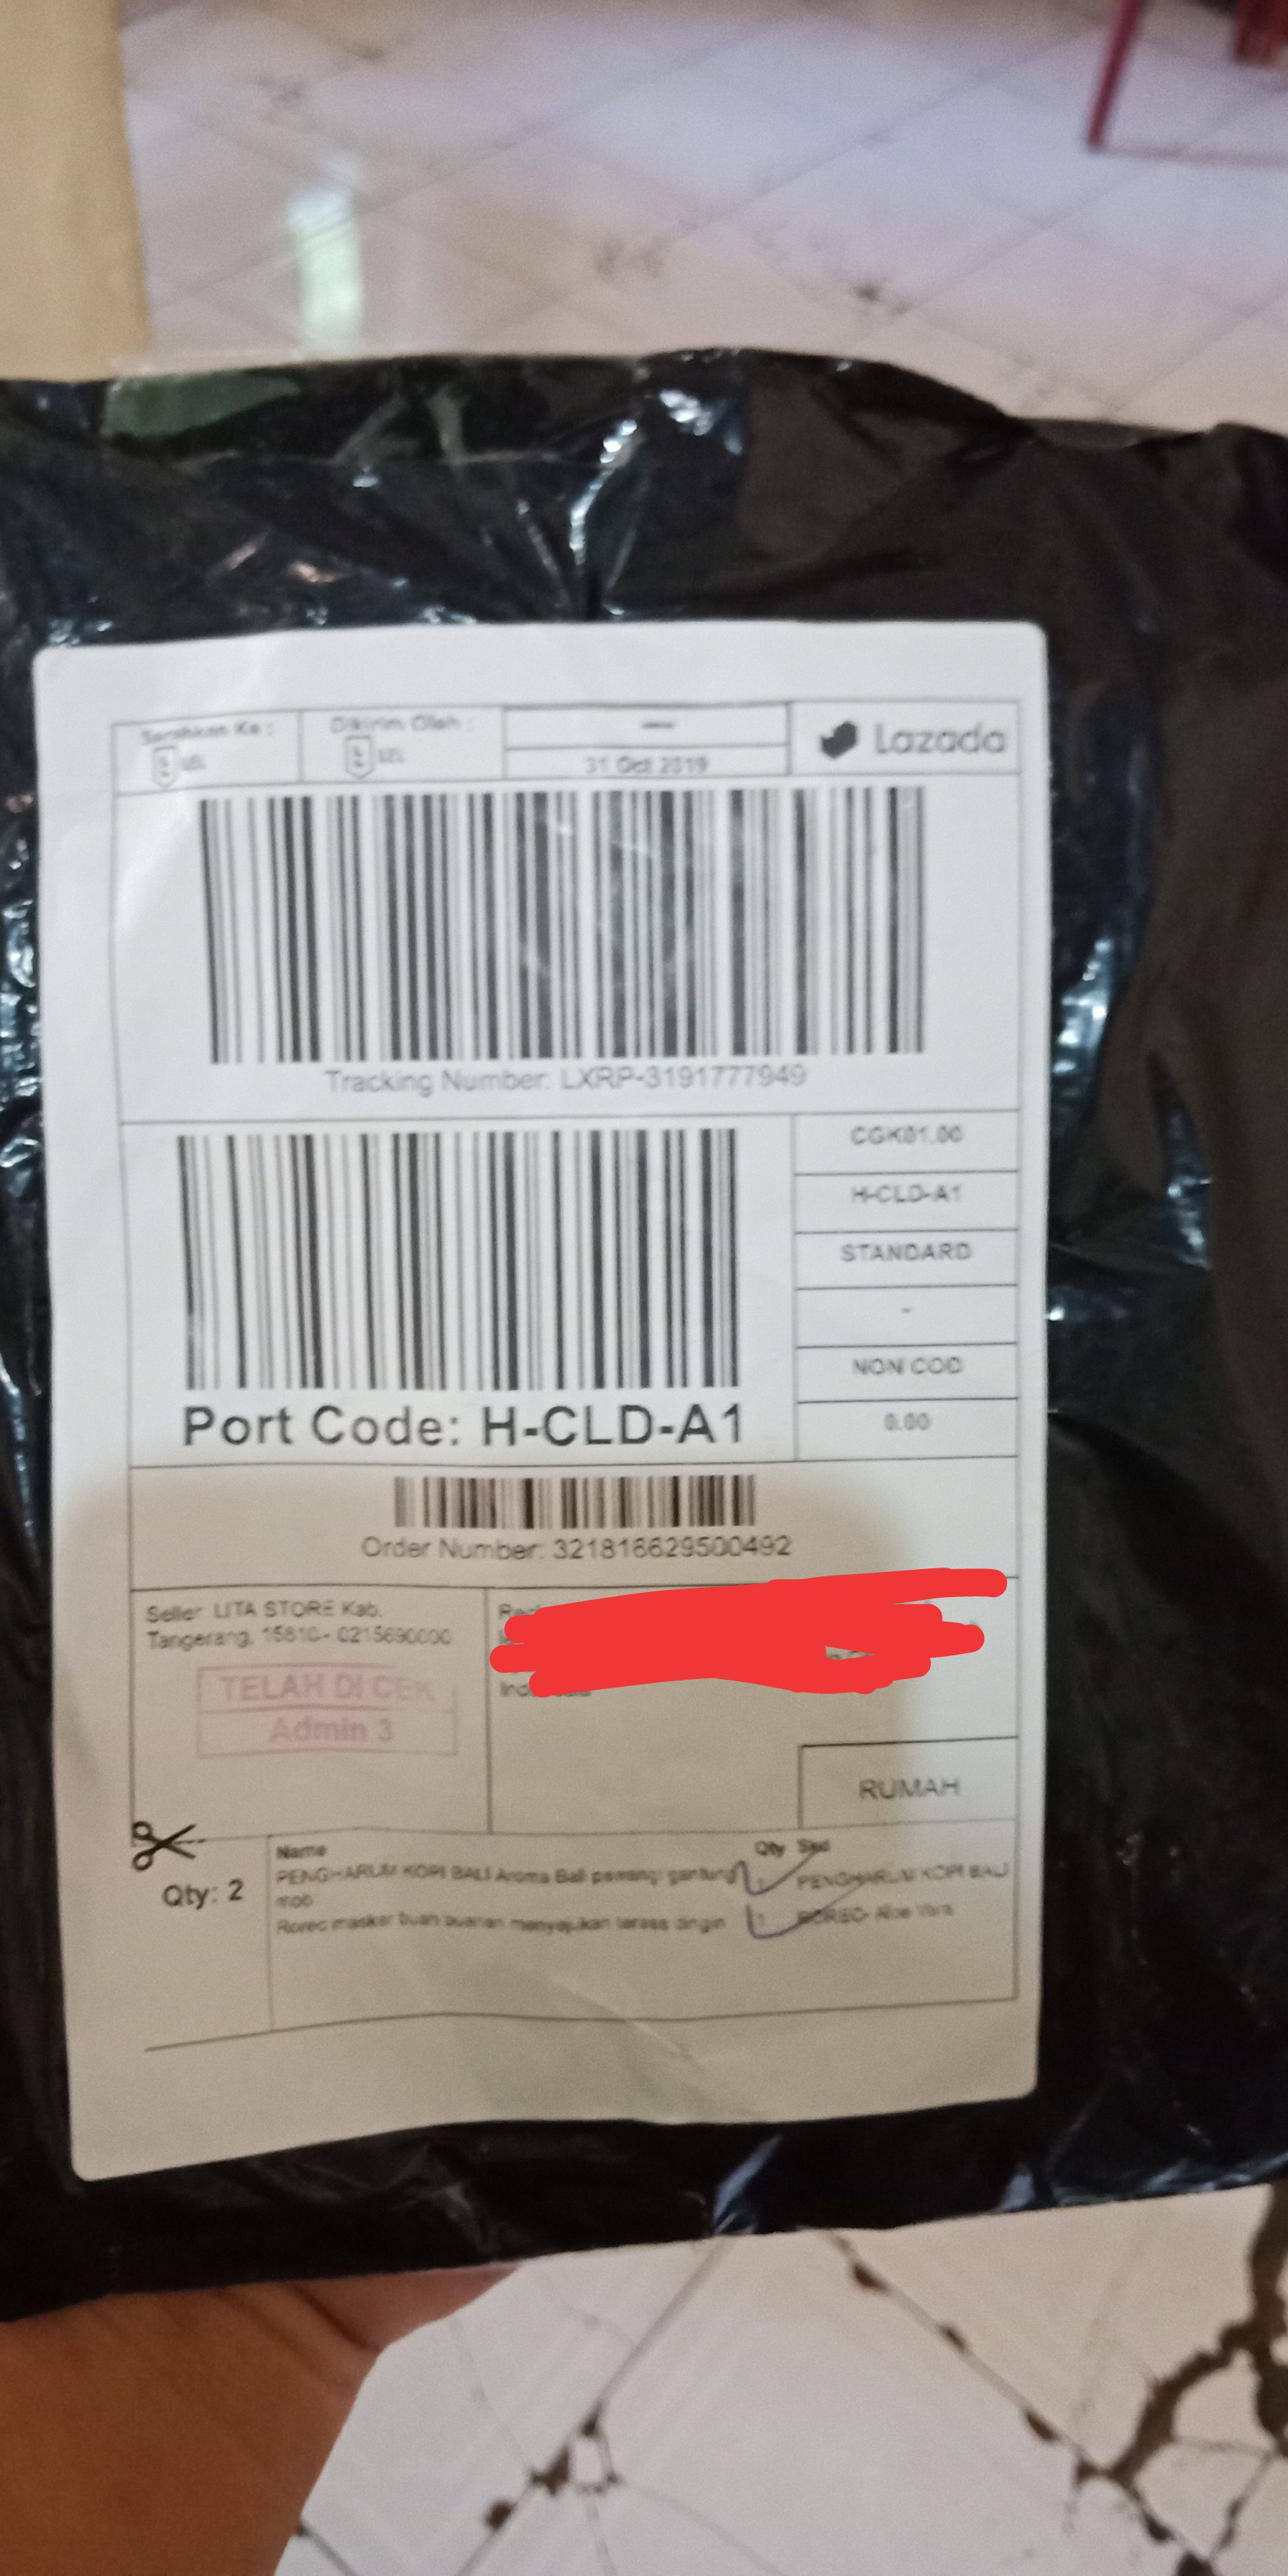 Serahkan Ke :
Dikirim Oleh :
LEL
LEL
31 Oct 2019
Lazada
Tracking Number: LXRP-3191777949
CGK01.00
H-CLD-A1
STANDARD
-
NON COD
0.00
Port Code: H-CLD-A1
Order Number: 321816629500492
Seller: LITA STORE Kab.
Tangerang, 15810 - 0215690000
TELAH DI CEK
Admin 3
RUMAH
Name Qty Sku
Qty: 2
PENGHARUM KOPI BALI Aroma Bali pewangi gantung 1 PENGHARUM KOPI BALI
mob
Rorec masker buah buahan menyejukan terasa dingin 1 ROREC- Aloe Vera